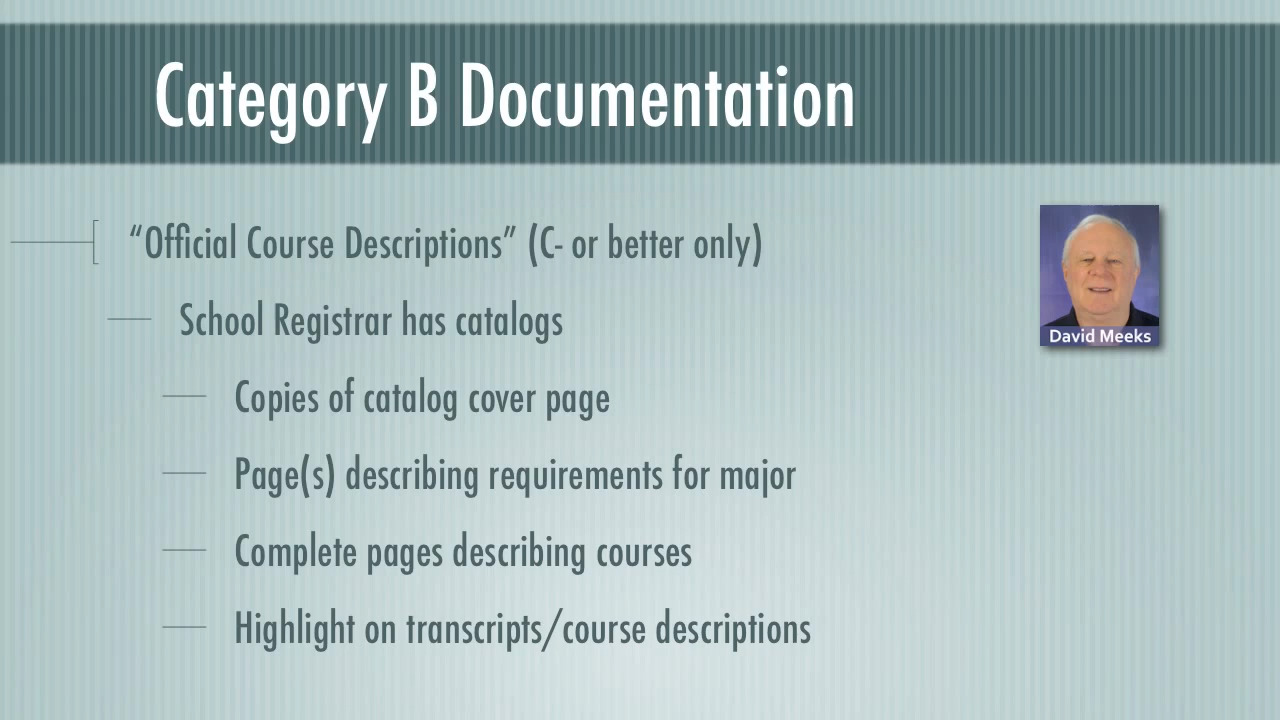 Category B Documentation
“Official Course Descriptions” (C- or better only)
School Registrar has catalogs
Copies of catalog cover page
Page(s) describing requirements for major
Complete pages describing courses
Highlight on transcripts/course descriptions
David Meeks